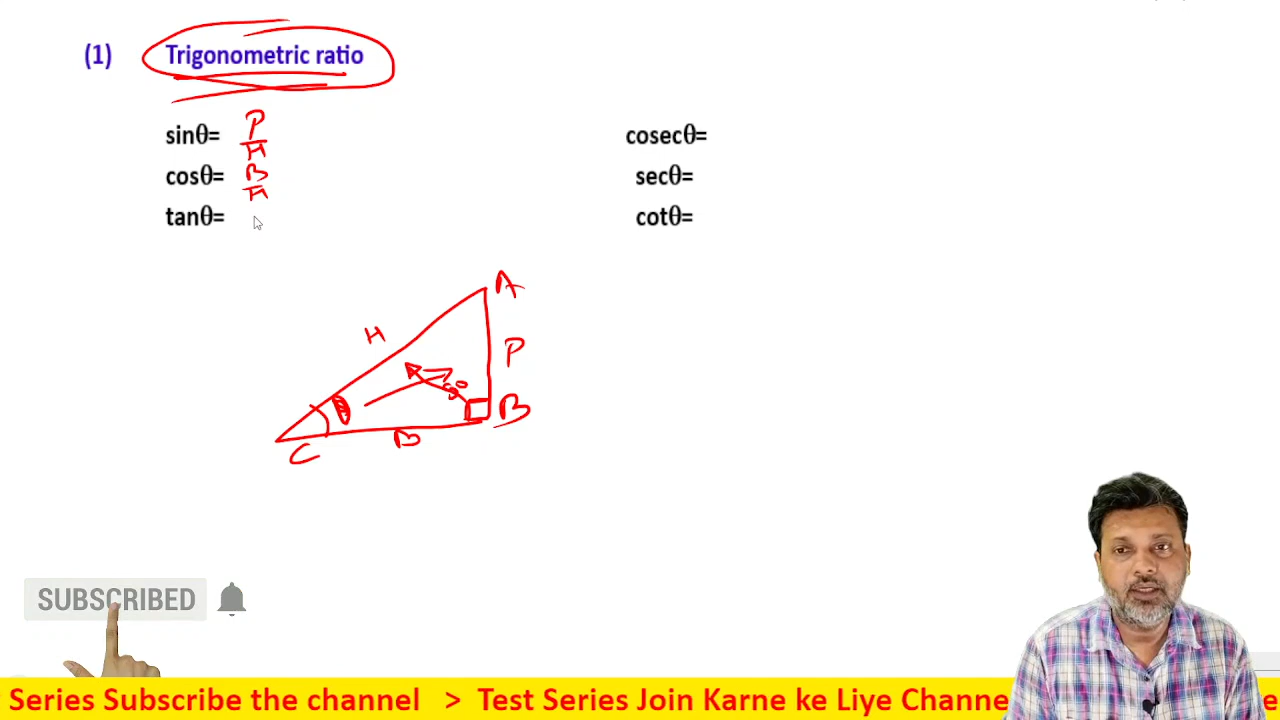 (1) Trigonometric ratio
sinθ= P/H cosecθ=
cosθ= B/H secθ=
tanθ= cotθ=
A
H
P
θ
B
B
C
SUBSCRIBED
Series Subscribe the channel > Test Series Join Karne ke Liye Channe